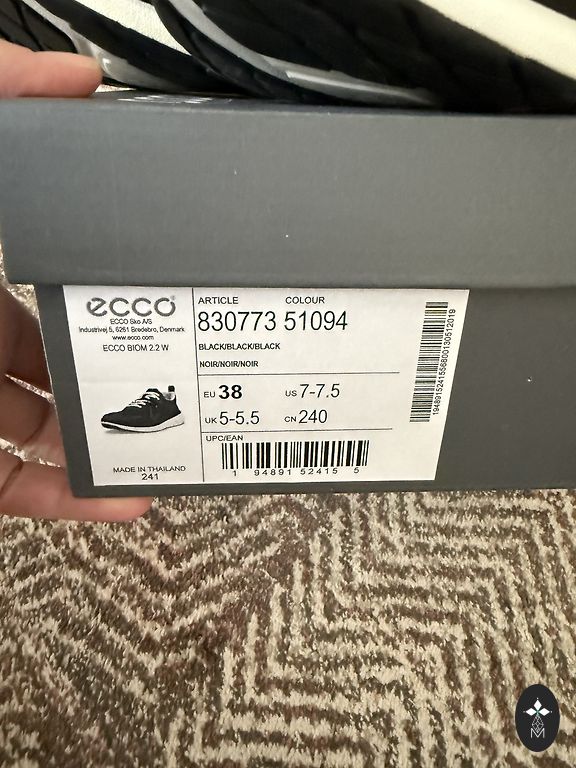 ecco®
ECCO Sko A/S
Industrivej 5, 6261 Bredebro, Denmark
www.ecco.com
ECCO BIOM 2.2 W
MADE IN THAILAND
241
ARTICLE COLOUR
830773 51094
BLACK/BLACK/BLACK
NOIR/NOIR/NOIR
EU 38 US 7-7.5
UK 5-5.5 CN 240
UPC/EAN
1 94891 52415 5